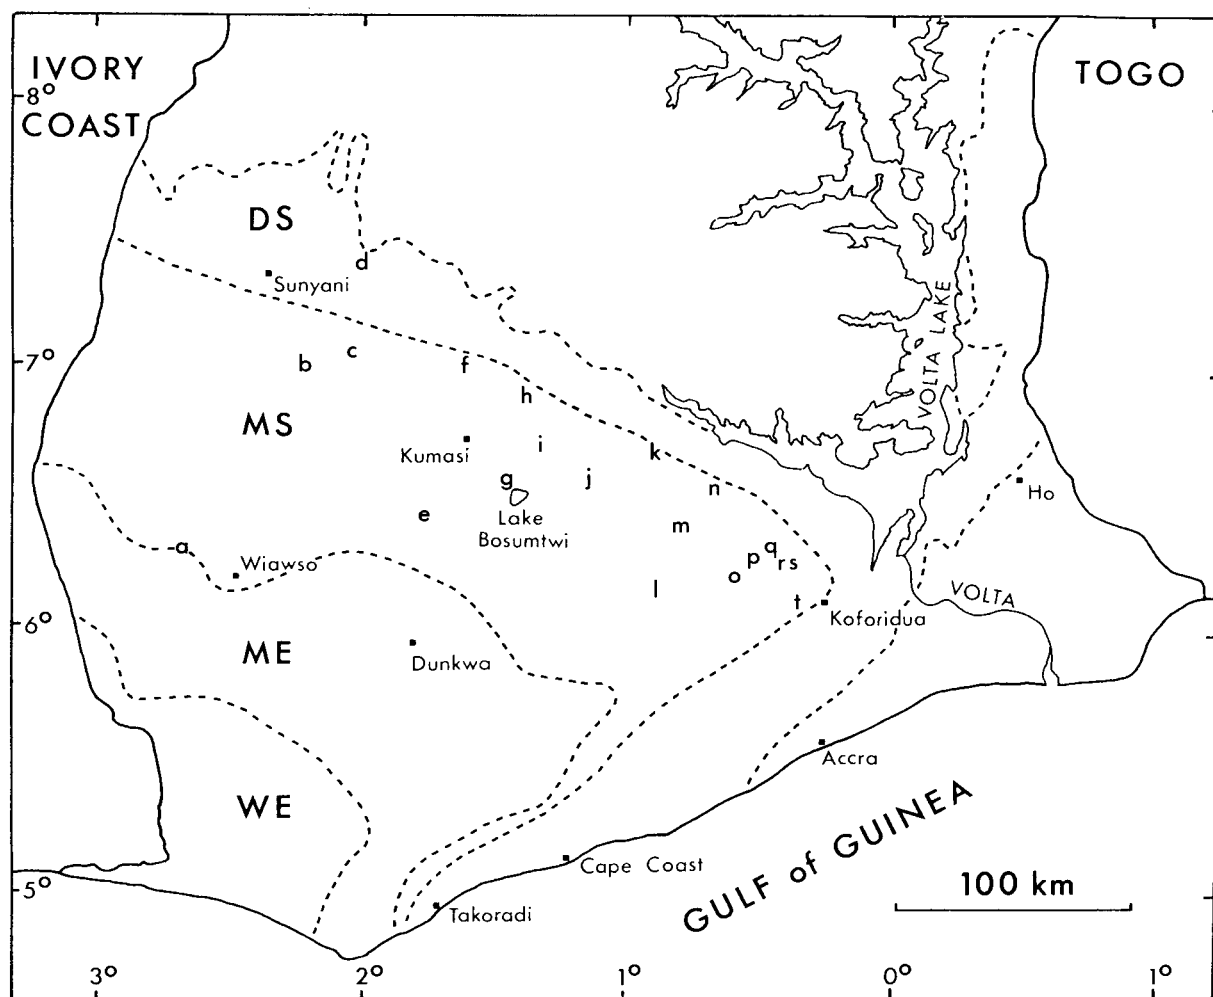 IVORY
COAST
TOGO
8°
DS
d
Sunyani
VOLTA LAKE
7°
b
c
f
h
MS
Kumasi
i
k
g
j
n
Ho
Lake
Bosumtwi
e
m
a
Wiawso
q
p
r s
o
l
t
VOLTA
6°
Koforidua
ME
Dunkwa
Accra
WE
GULF of GUINEA
Cape Coast
100 km
5°
Takoradi
3°
2°
1°
0°
1°